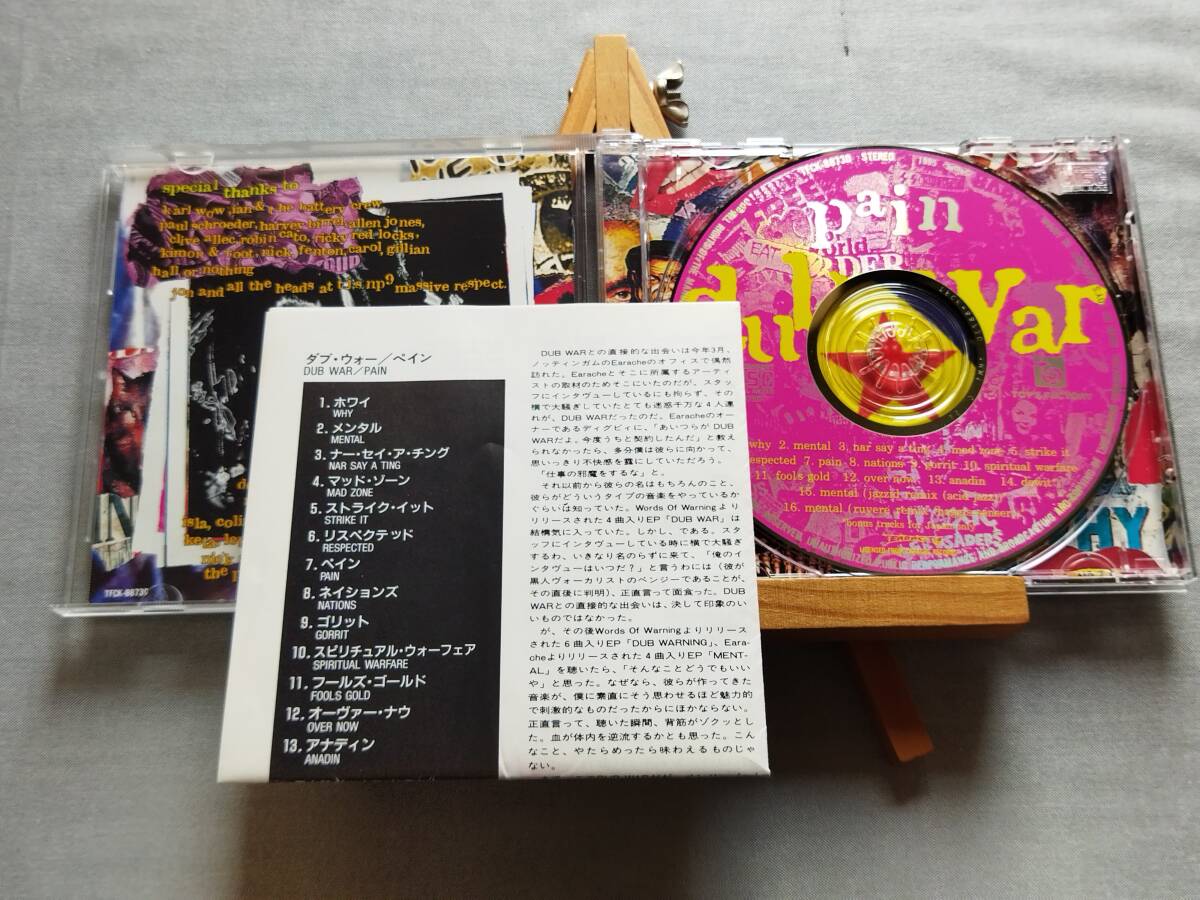 special thanks to
karl wow, ian & the battery crew
paul schroeder, harvey birrel, allen jones,
clive allec, robin cato, ricky red locks,
kimon & foot, nick, fenton, carol, gillian
hall or nothing
jon and all the heads at tj's np9 massive respect.
isla, colin
TFCK-88730
ダブ・ウォー／ペイン
DUB WAR／PAIN
1. ホワイ
WHY
2. メンタル
MENTAL
3. ナー・セイ・ア・チング
NAR SAY A TING
4. マッド・ゾーン
MAD ZONE
5. ストライク・イット
STRIKE IT
6. リスペクテッド
RESPECTED
7. ペイン
PAIN
8. ネイションズ
NATIONS
9. ゴリット
GORRIT
10. スピリチュアル・ウォーフェア
SPIRITUAL WARFARE
11. フールズ・ゴールド
FOOLS GOLD
12. オーヴァー・ナウ
OVER NOW
13. アナディン
ANADIN
DUB WARとの直接的な出会いは今年3月、
ノッティンガムのEaracheのオフィスで偶然
訪れた。Earacheとそこに所属するアーティ
ストの取材のためそこにいたのだが、スタッ
フにインタヴューしているにも拘らず、その
横で大騒ぎしていたとても迷惑千万な4人連
れが、DUB WARだったのだ。Earacheのオー
ナーであるディグビィに、「あいつらが DUB
WARだよ。今度うちと契約したんだ」と教え
られなかったら、多分僕は彼らに向かって、
思いっきり不快感を露にしていただろう。
「仕事の邪魔をするな」と。
それ以前から彼らの名はもちろんのこと、
彼らがどういうタイプの音楽をやっているか
ぐらいは知っていた。Words Of Warningより
リリースされた4曲入りEP「DUB WAR」は
結構気に入っていた。しかし、である。スタ
ッフにインタヴューしている時に横で大騒ぎ
するわ、いきなり名のらずに来て、「俺のイ
ンタヴューはいつだ？」と言うわには（彼が
黒人ヴォーカリストのベンジーであることが、
その直後に判明）、正直言って面食った。DUB
WARとの直接的な出会いは、決して印象のい
いものではなかった。
が、その後Words Of Warningよりリリース
された6曲入りEP「DUB WARNING」、Eara-
cheよりリリースされた4曲入りEP「MENT-
AL」を聴いたら、「そんなことどうでもいい
や」と思った。なぜなら、彼らが作ってきた
音楽が、僕に素直にそう思わせるほど魅力的
で刺激的なものだったからにほかならない。
正直言って、聴いた瞬間、背筋がゾクッとし
た。血が体内を逆流するかとも思った。こん
なこと、やたらめったら味わえるものじゃ
ない。
TFCK-88730 STEREO 1995
pain
dub war
TOY'S FACTORY
why 2. mental 3. nar say a ting 4. mad zone 5. strike it
respected 7. pain 8. nations 9. gorrit 10. spiritual warfare
11. fools gold 12. over now 13. anadin 14. dowit
15. mental (jazzid remix (acid jazz))
16. mental (ruyere remix
bonus tracks for japan only